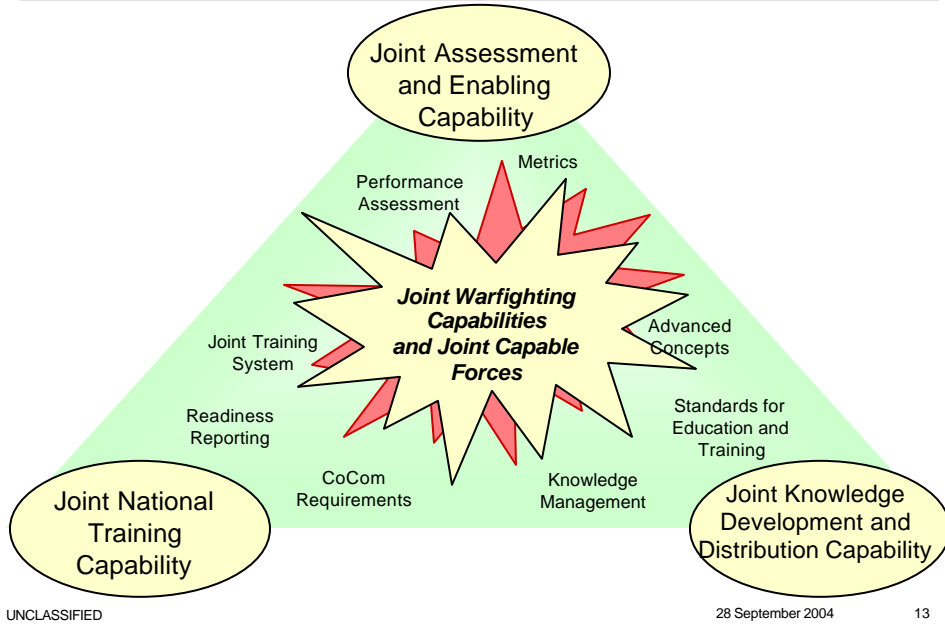 Joint Assessment
and Enabling
Capability
Metrics
Performance
Assessment
Joint Warfighting
Capabilities
and Joint Capable
Forces
Joint Training
System
Advanced
Concepts
Readiness
Reporting
Standards for
Education and
Training
CoCom
Requirements
Knowledge
Management
Joint National
Training
Capability
Joint Knowledge
Development and
Distribution Capability
UNCLASSIFIED
28 September 2004
13